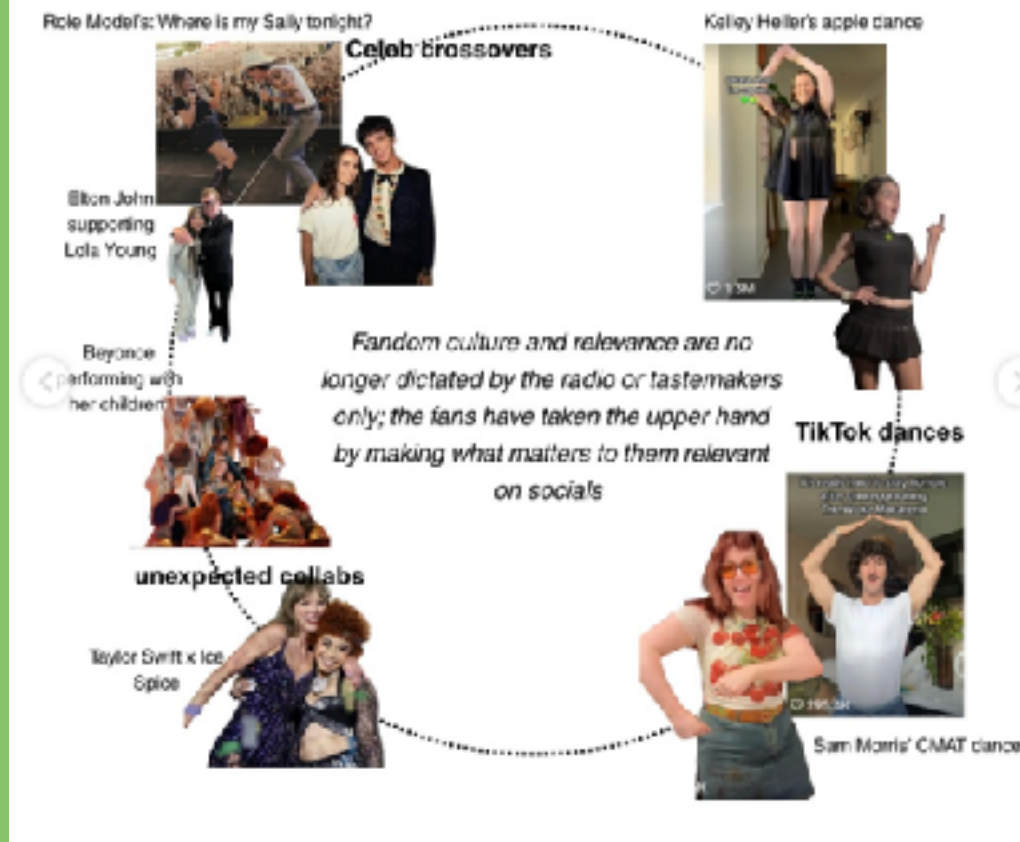 Role Model's: Where is my Sally tonight?
Kelley Heller's apple dance
Celeb crossovers
Elton John
supporting
Lola Young
1.9M
Beyonce
performing with
her children
Fandom culture and relevance are no
longer dictated by the radio or tastemakers
only; the fans have taken the upper hand
by making what matters to them relevant
on socials
TikTok dances
unexpected collabs
Taylor Swift x Ice
Spice
Sam Morris' CMAT dance